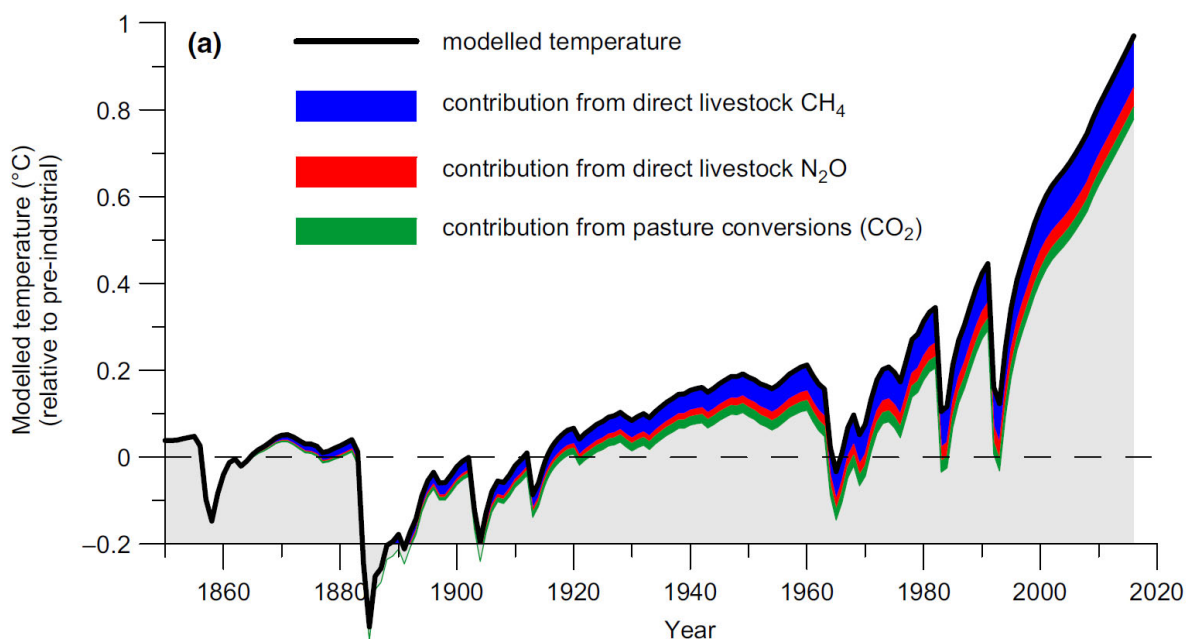 (a)
modelled temperature
contribution from direct livestock CH₄
contribution from direct livestock N₂O
contribution from pasture conversions (CO₂)
Modelled temperature (°C)
(relative to pre-industrial)
1
0.8
0.6
0.4
0.2
0
–0.2
1860 1880 1900 1920 1940 1960 1980 2000 2020
Year